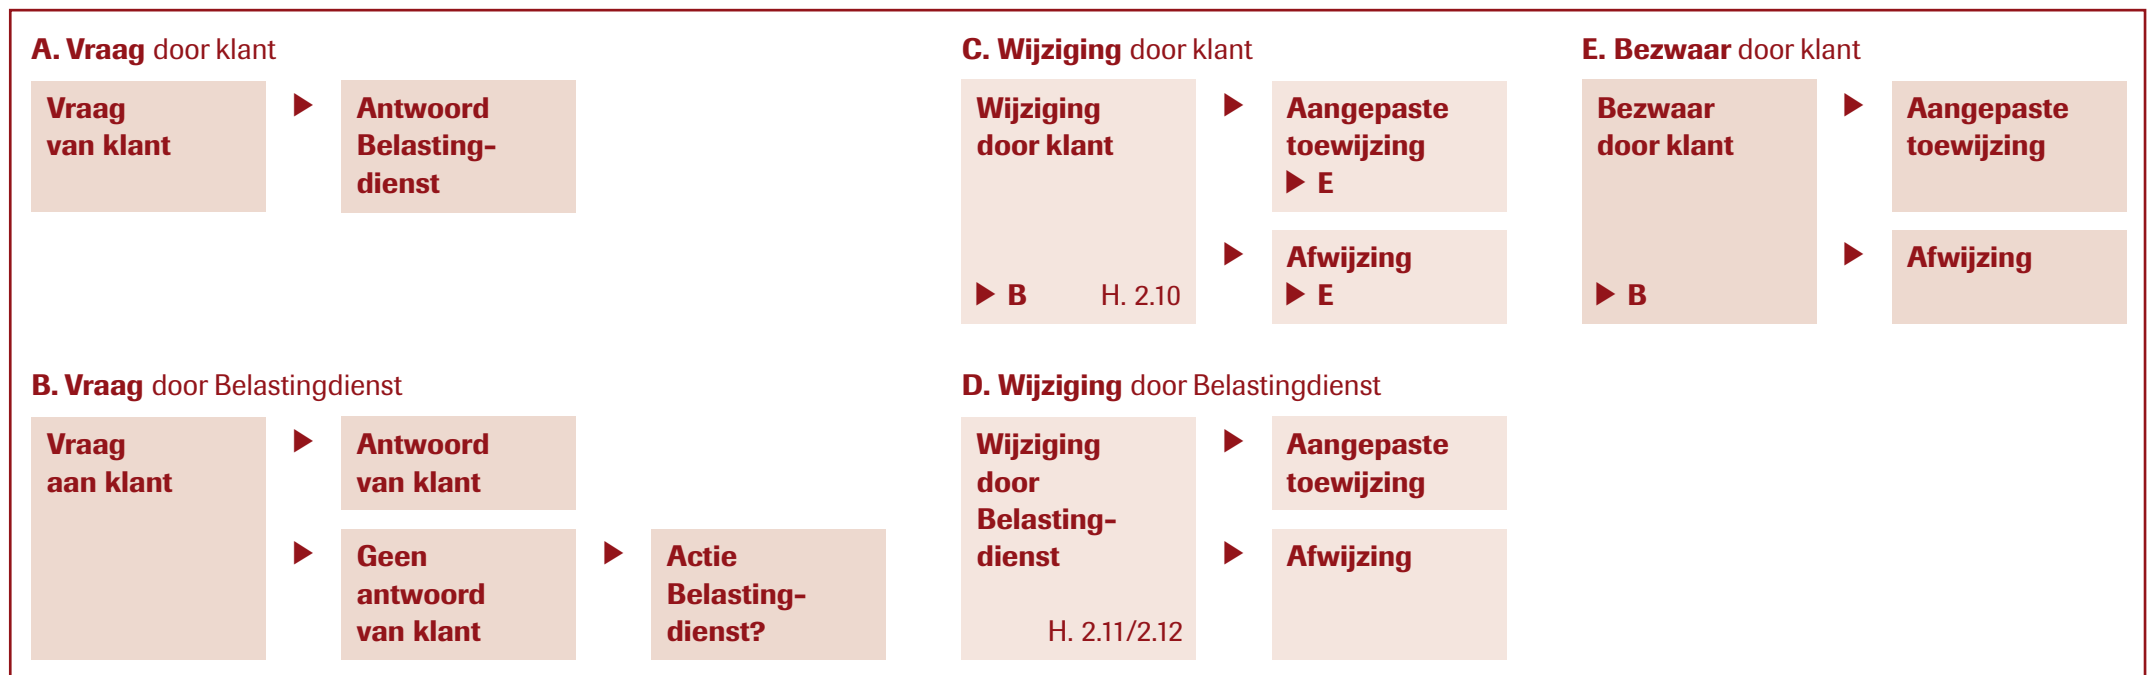 A. Vraag door klant
Vraag
van klant
▶
Antwoord
Belasting-
dienst
B. Vraag door Belastingdienst
Vraag
aan klant
▶
Antwoord
van klant
▶
Geen
antwoord
van klant
▶
Actie
Belasting-
dienst?
C. Wijziging door klant
Wijziging
door klant
▶ B H. 2.10
▶
Aangepaste
toewijzing
▶ E
▶
Afwijzing
▶ E
D. Wijziging door Belastingdienst
Wijziging
door
Belasting-
dienst
H. 2.11/2.12
▶
Aangepaste
toewijzing
▶
Afwijzing
E. Bezwaar door klant
Bezwaar
door klant
▶ B
▶
Aangepaste
toewijzing
▶
Afwijzing